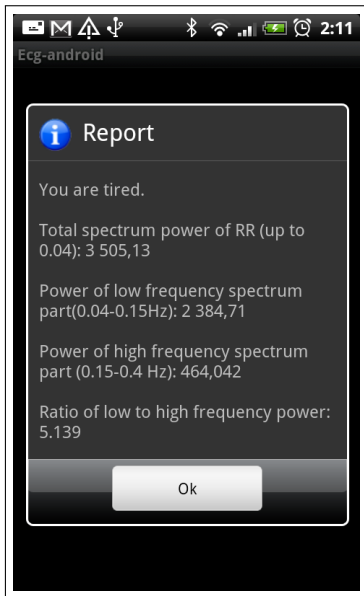 2:11
Ecg-android
Report
You are tired.
Total spectrum power of RR (up to
0.04): 3 505,13
Power of low frequency spectrum
part(0.04-0.15Hz): 2 384,71
Power of high frequency spectrum
part (0.15-0.4 Hz): 464,042
Ratio of low to high frequency power:
5.139
Ok